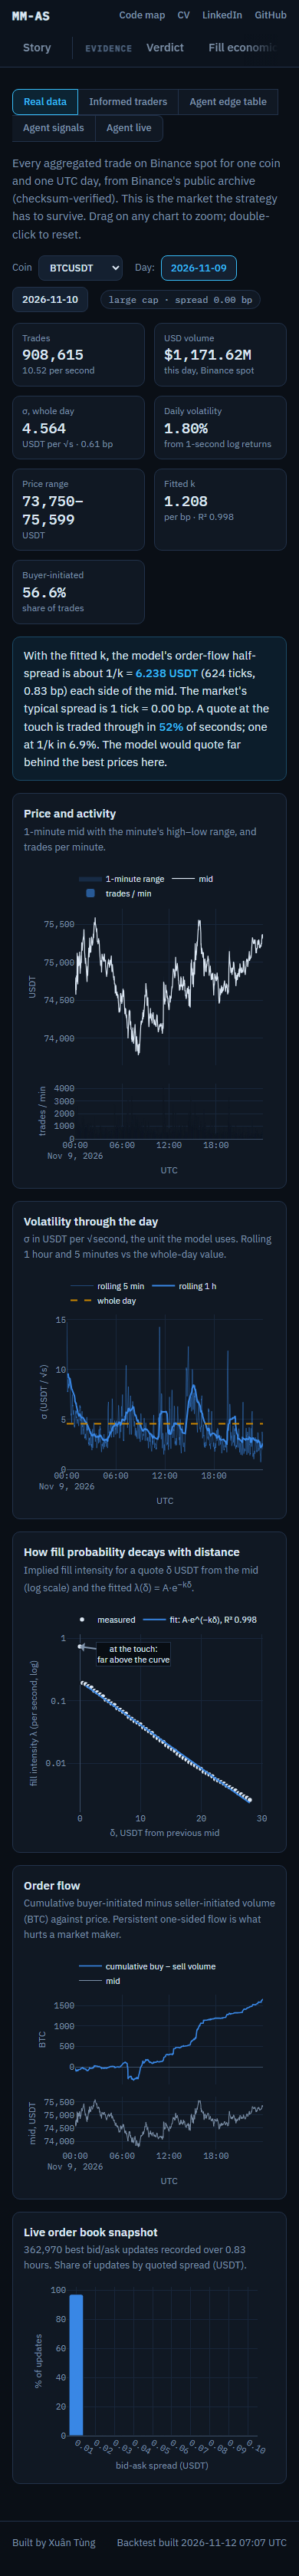 MM-AS
Code map CV LinkedIn GitHub
Story EVIDENCE Verdict Fill economic
Real data Informed traders Agent edge table
Agent signals Agent live
Every aggregated trade on Binance spot for one coin
and one UTC day, from Binance's public archive
(checksum-verified). This is the market the strategy
has to survive. Drag on any chart to zoom; double-
click to reset.
Coin BTCUSDT Day: 2026-11-09
2026-11-10 large cap · spread 0.00 bp
Trades
908,615
10.52 per second
USD volume
$1,171.62M
this day, Binance spot
σ, whole day
4.564
USDT per √s · 0.61 bp
Daily volatility
1.80%
from 1-second log returns
Price range
73,750–
75,599
USDT
Fitted k
1.208
per bp · R² 0.998
Buyer-initiated
56.6%
share of trades
With the fitted k, the model's order-flow half-
spread is about 1/k = 6.238 USDT (624 ticks,
0.83 bp) each side of the mid. The market's
typical spread is 1 tick = 0.00 bp. A quote at the
touch is traded through in 52% of seconds; one
at 1/k in 6.9%. The model would quote far
behind the best prices here.
Price and activity
1-minute mid with the minute's high–low range, and
trades per minute.
1-minute range mid
trades / min
75,500
75,000
74,500
74,000
USDT
4000
3000
2000
1000
0
trades / min
00:00 06:00 12:00 18:00
Nov 9, 2026
UTC
Volatility through the day
σ in USDT per √second, the unit the model uses. Rolling
1 hour and 5 minutes vs the whole-day value.
rolling 5 min rolling 1 h
whole day
15
10
5
0
σ (USDT / √s)
00:00 06:00 12:00 18:00
Nov 9, 2026
UTC
How fill probability decays with distance
Implied fill intensity for a quote δ USDT from the mid
(log scale) and the fitted λ(δ) = A·e^−kδ.
measured fit: A·e^(−kδ), R² 0.998
at the touch:
far above the curve
1
0.1
0.01
fill intensity λ (per second, log)
0 10 20 30
δ, USDT from previous mid
Order flow
Cumulative buyer-initiated minus seller-initiated volume
(BTC) against price. Persistent one-sided flow is what
hurts a market maker.
cumulative buy − sell volume
mid
1500
1000
500
0
BTC
75,500
75,000
74,500
74,000
mid, USDT
00:00 06:00 12:00 18:00
Nov 9, 2026
UTC
Live order book snapshot
362,970 best bid/ask updates recorded over 0.83
hours. Share of updates by quoted spread (USDT).
100
80
60
40
20
0
% of updates
0.01 0.02 0.03 0.04 0.05 0.06 0.07 0.08 0.09 0.10
bid-ask spread (USDT)
Built by Xuân Tùng Backtest built 2026-11-12 07:07 UTC